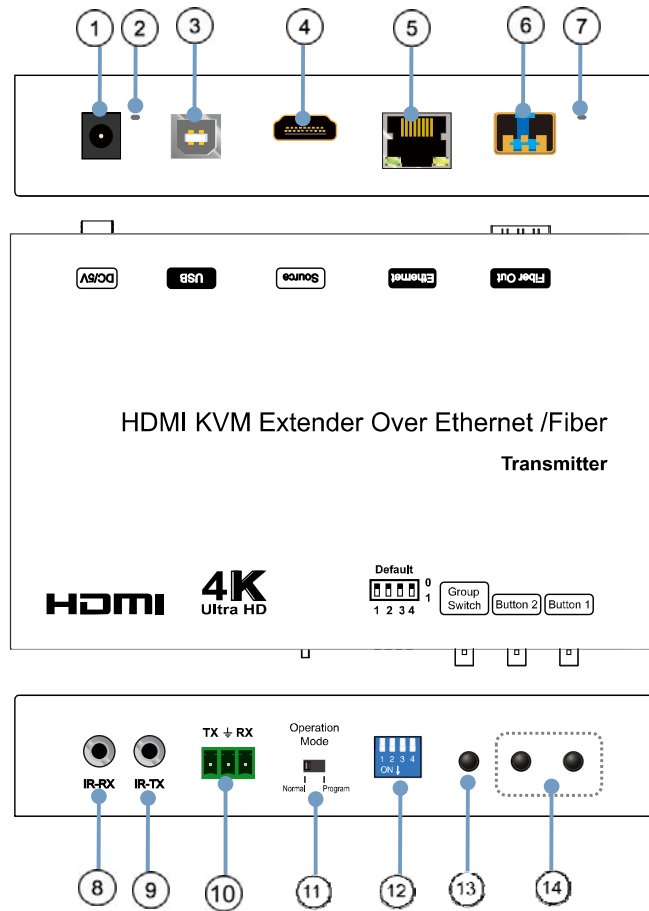 1 2 3 4 5 6 7
DC/5V USB Source Ethernet Fiber Out
HDMI KVM Extender Over Ethernet /Fiber
Transmitter
HDMI
4K
Ultra HD
Default
0
1
1 2 3 4
Group
Switch
Button 2
Button 1
TX RX
Operation
Mode
Normal Program
1 2 3 4
ON ↓
IR-RX IR-TX
8 9 10 11 12 13 14